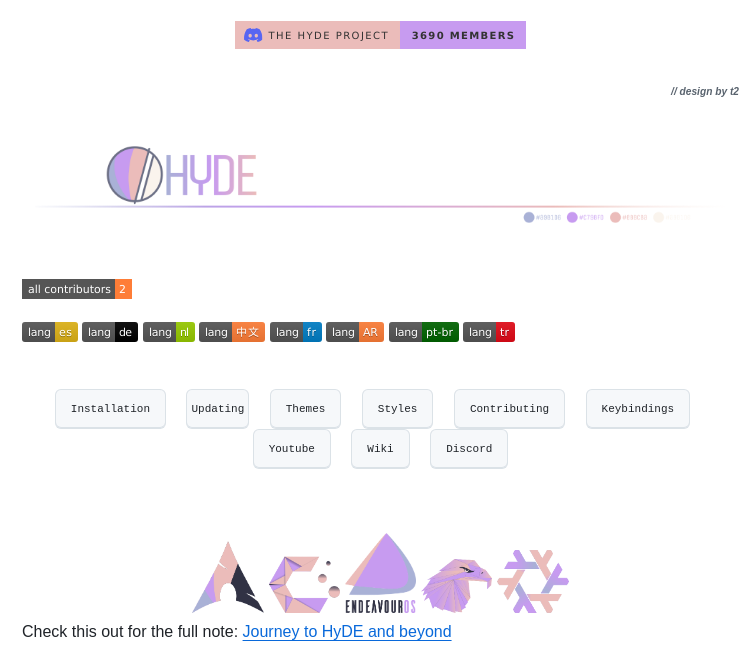 THE HYDE PROJECT 3690 MEMBERS
// design by t2
HYDE
all contributors 2
lang es lang de lang nl lang 中文 lang fr lang AR lang pt-br lang tr
Installation Updating Themes Styles Contributing Keybindings
Youtube Wiki Discord
ENDEAVOUROS
Check this out for the full note: Journey to HyDE and beyond